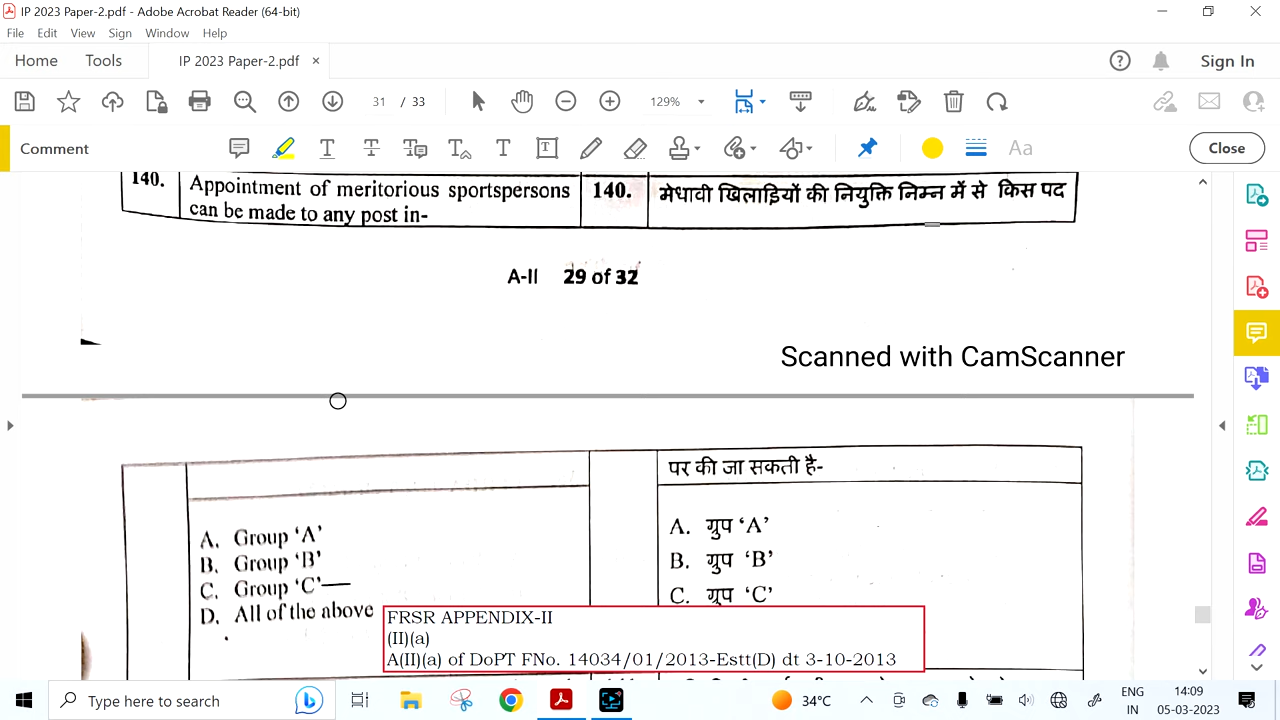 IP 2023 Paper-2.pdf - Adobe Acrobat Reader (64-bit)
File Edit View Sign Window Help
Home Tools IP 2023 Paper-2.pdf × Sign In
31 / 33 129% Aa
Comment Close
140. Appointment of meritorious sportspersons
can be made to any post in-
140. मेधावी खिलाड़ियों की नियुक्ति निम्न में से किस पद
A-II 29 of 32
Scanned with CamScanner
पर की जा सकती है-
A. Group ‘A’
B. Group ‘B’
C. Group ‘C’
D. All of the above
A. ग्रुप ‘A’
B. ग्रुप ‘B’
C. ग्रुप ‘C’
FRSR APPENDIX-II
(II)(a)
A(II)(a) of DoPT FNo. 14034/01/2013-Estt(D) dt 3-10-2013
Type here to search
34°C
ENG
IN
14:09
05-03-2023